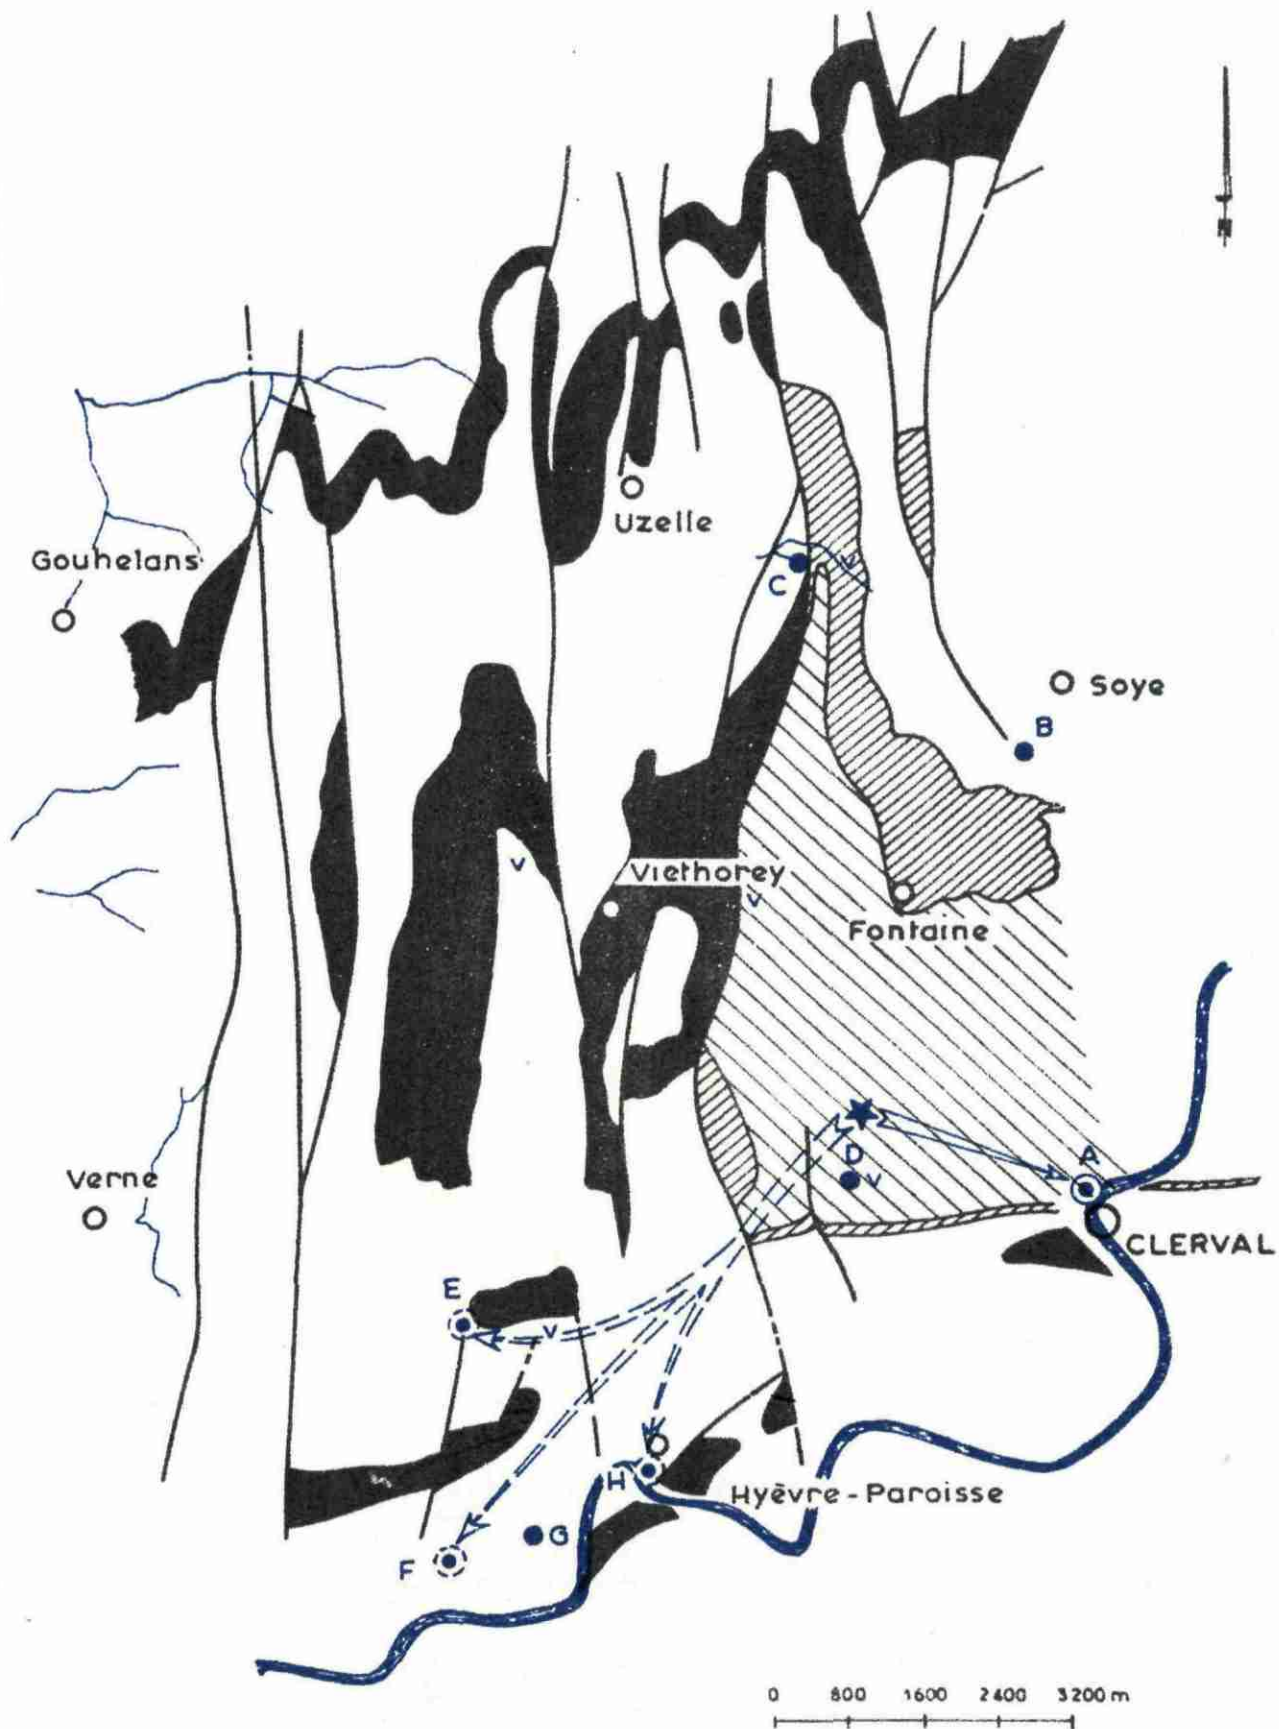 N
Uzelle
Gouhelans
C
v
Soye
B
v
Viethorey
v
Fontaine
Verne
D
v
A
CLERVAL
E
v
H
Hyèvre-Paroisse
G
F
0 800 1600 2400 3200 m